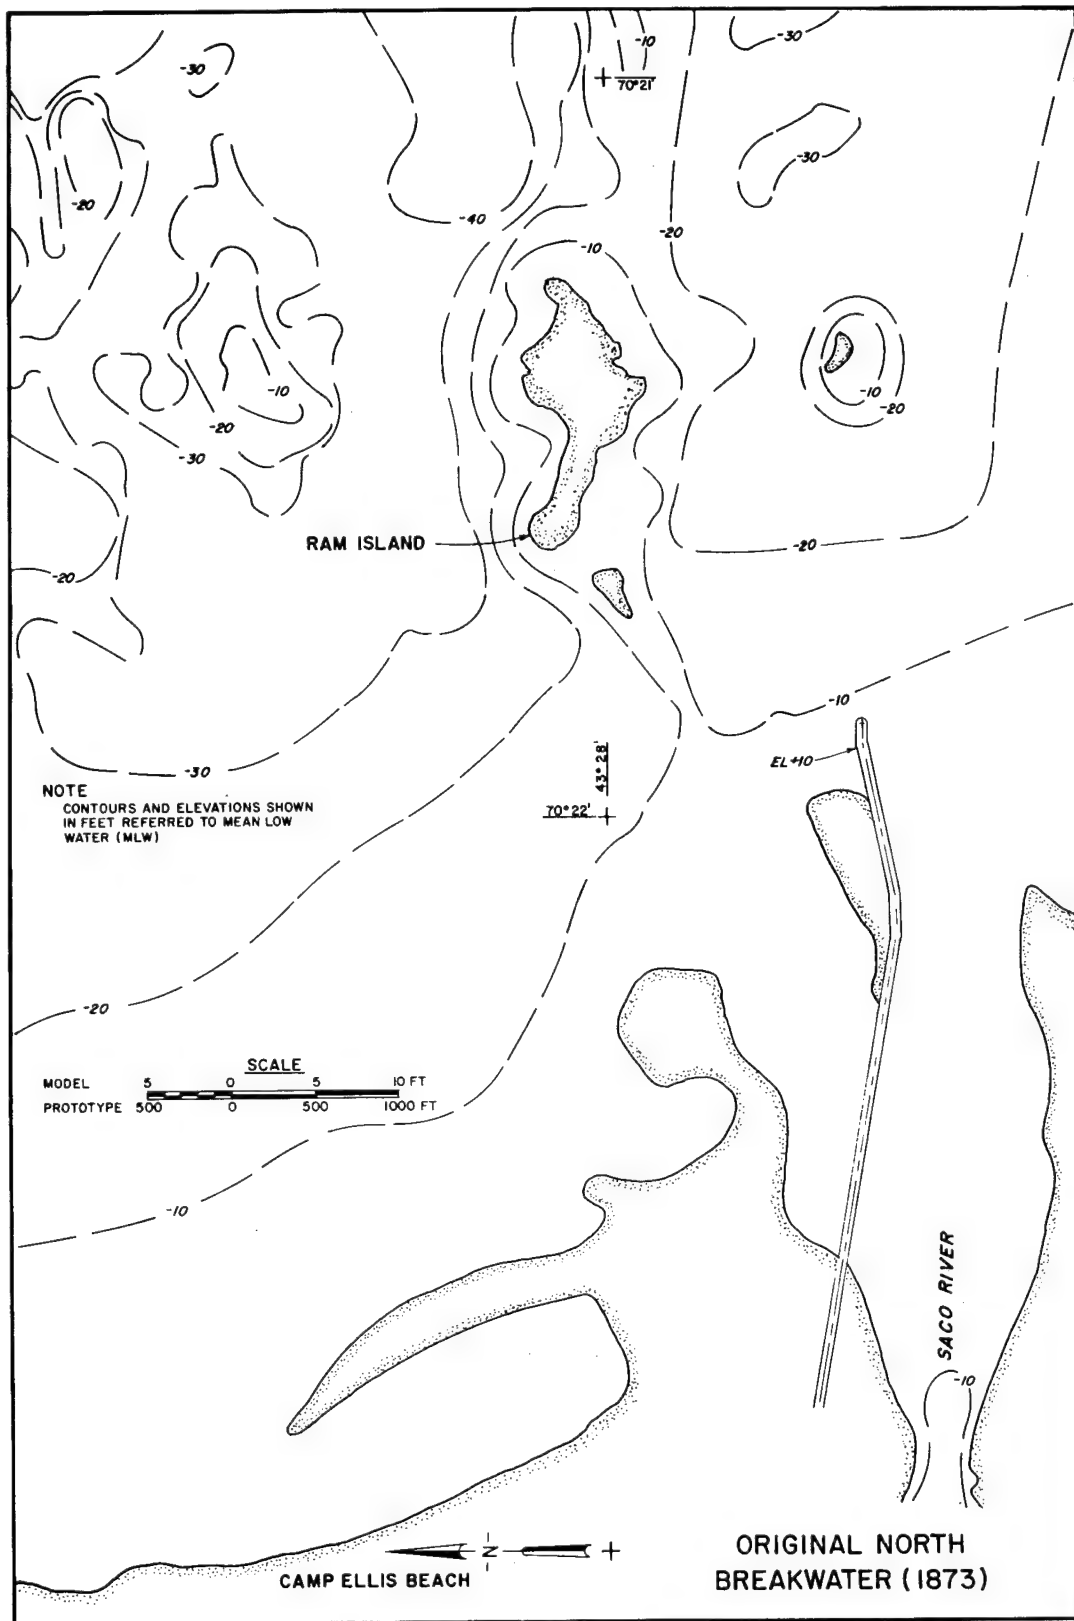 -30
-10
-30
70° 21'
-30
-20
-40
-20
-10
-10
-20
-10
-20
-30
RAM ISLAND
-20
-20
-10
EL+10
43° 28'
-30
70° 22'
NOTE
CONTOURS AND ELEVATIONS SHOWN
IN FEET REFERRED TO MEAN LOW
WATER (MLW)
-20
SCALE
MODEL 5 0 5 10 FT
PROTOTYPE 500 0 500 1000 FT
-10
SACO RIVER
-10
N
CAMP ELLIS BEACH
ORIGINAL NORTH
BREAKWATER (1873)